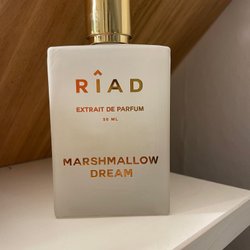 RÎAD
EXTRAIT DE PARFUM
50 ML
MARSHMALLOW
DREAM